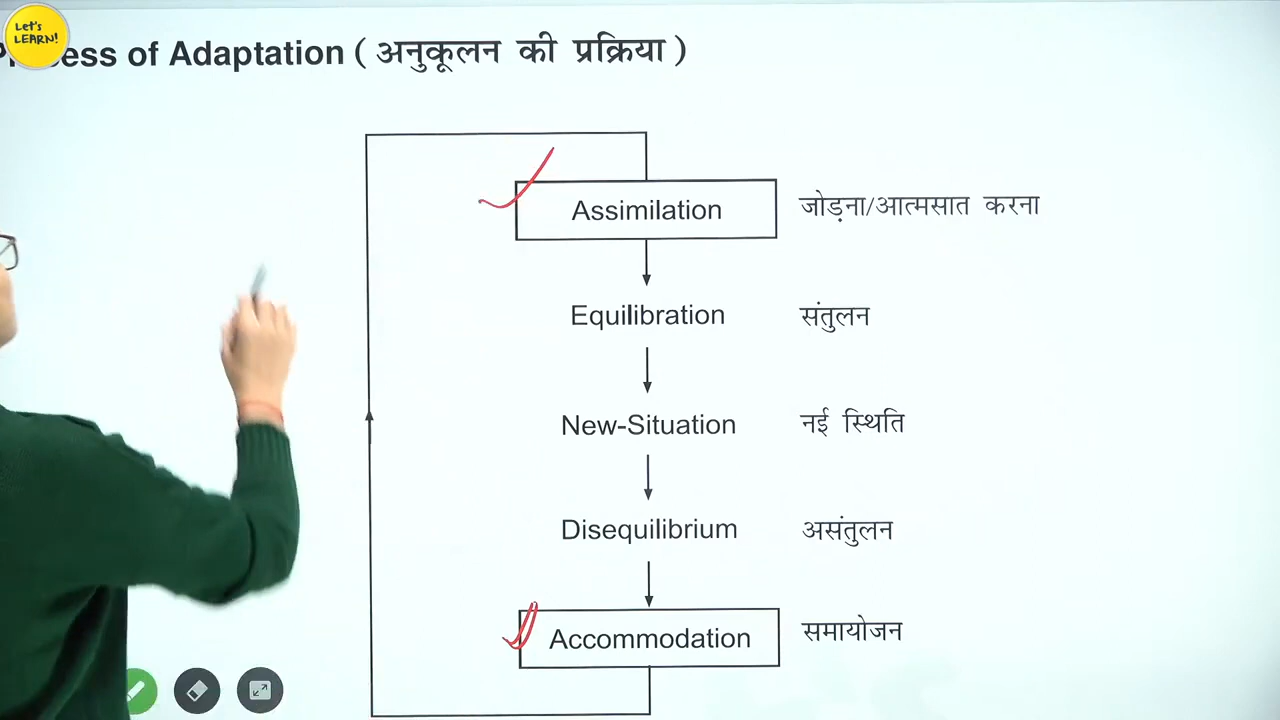 Let's
LEARN!
ess of Adaptation ( अनुकूलन की प्रक्रिया )
Assimilation जोड़ना/आत्मसात करना
Equilibration संतुलन
New-Situation नई स्थिति
Disequilibrium असंतुलन
Accommodation समायोजन